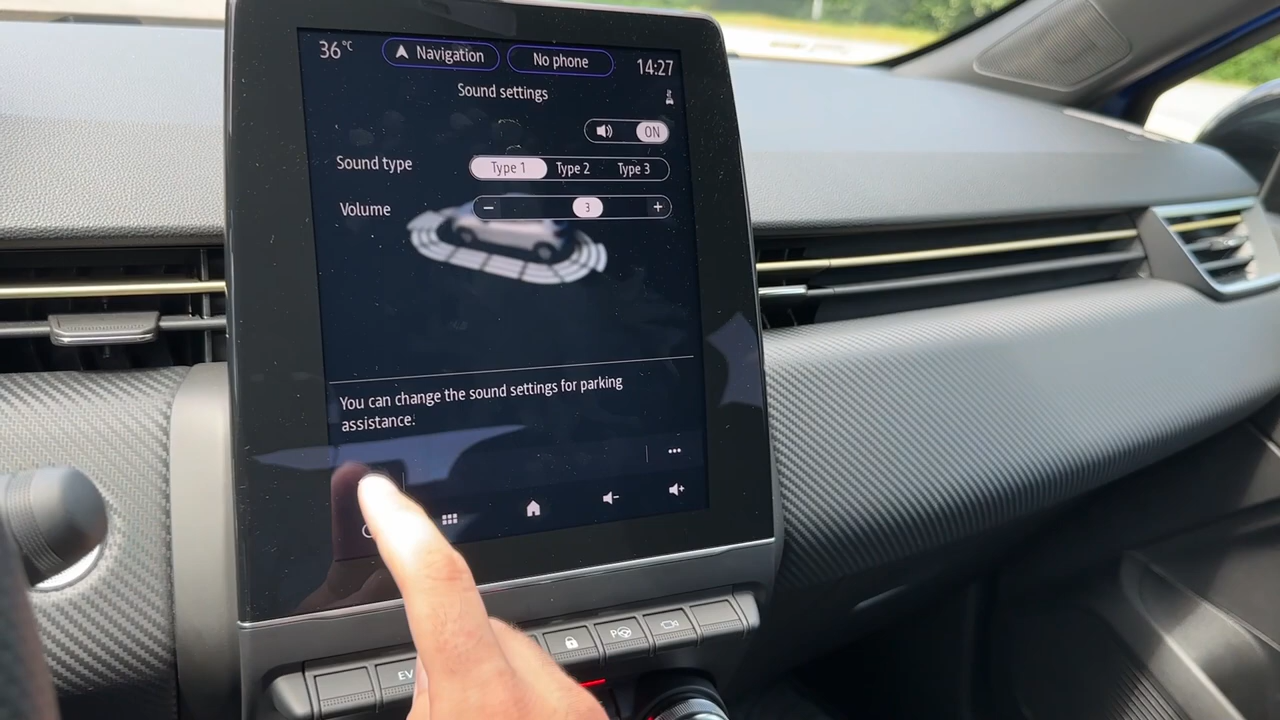 36°C Navigation No phone 14:27
Sound settings
ON
Sound type Type 1 Type 2 Type 3
Volume − 3 +
You can change the sound settings for parking
assistance.
EV